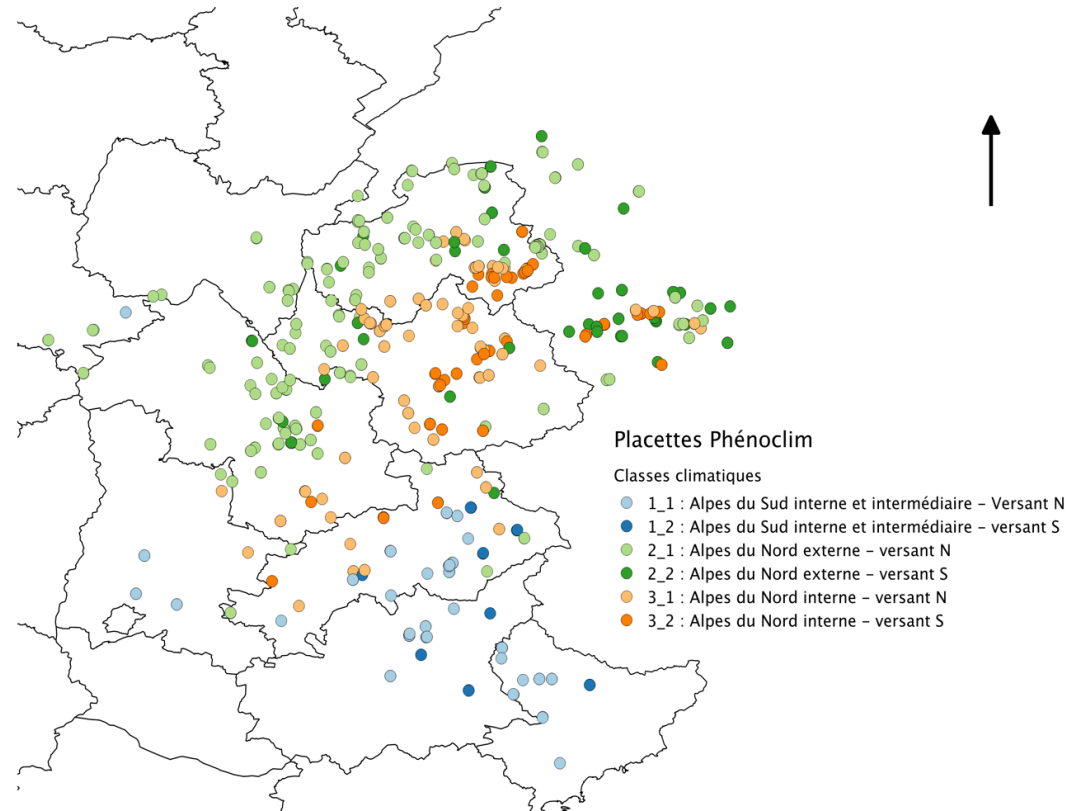 Placettes Phénoclim
Classes climatiques
1_1 : Alpes du Sud interne et intermédiaire – Versant N
1_2 : Alpes du Sud interne et intermédiaire – versant S
2_1 : Alpes du Nord externe – versant N
2_2 : Alpes du Nord externe – versant S
3_1 : Alpes du Nord interne – versant N
3_2 : Alpes du Nord interne – versant S